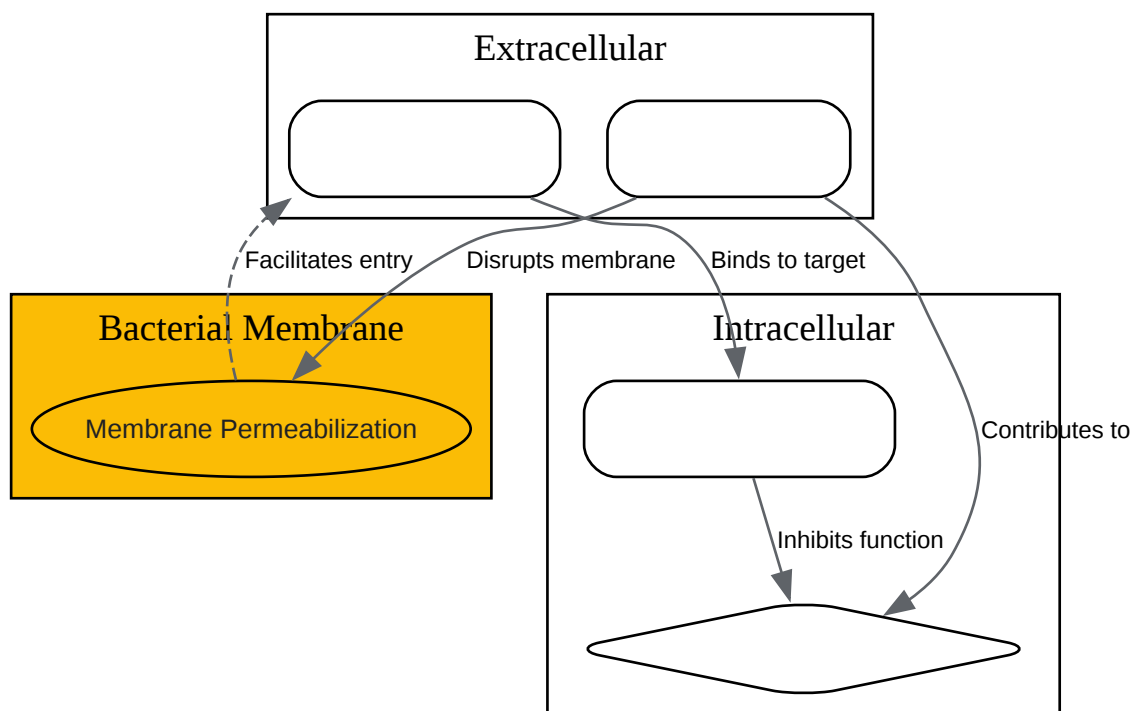 Extracellular
Facilitates entry
Disrupts membrane
Binds to target
Bacterial Membrane
Intracellular
Membrane Permeabilization
Contributes to
Inhibits function